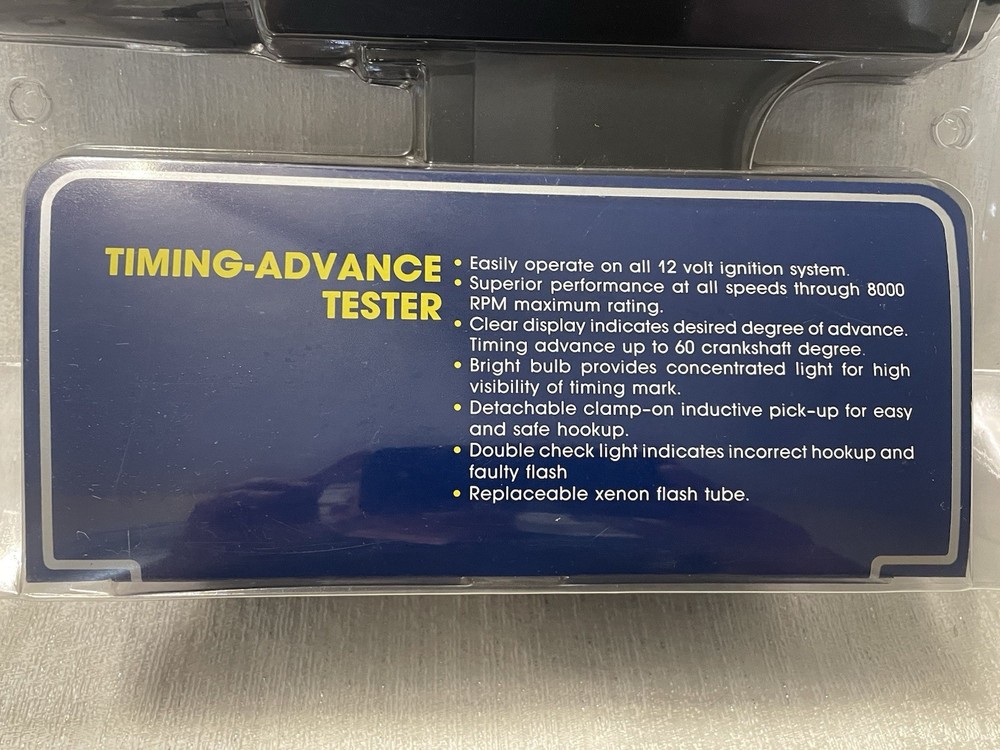 TIMING-ADVANCE
TESTER
• Easily operate on all 12 volt ignition system.
• Superior performance at all speeds through 8000
RPM maximum rating.
• Clear display indicates desired degree of advance.
Timing advance up to 60 crankshaft degree.
• Bright bulb provides concentrated light for high
visibility of timing mark.
• Detachable clamp-on inductive pick-up for easy
and safe hookup.
• Double check light indicates incorrect hookup and
faulty flash
• Replaceable xenon flash tube.